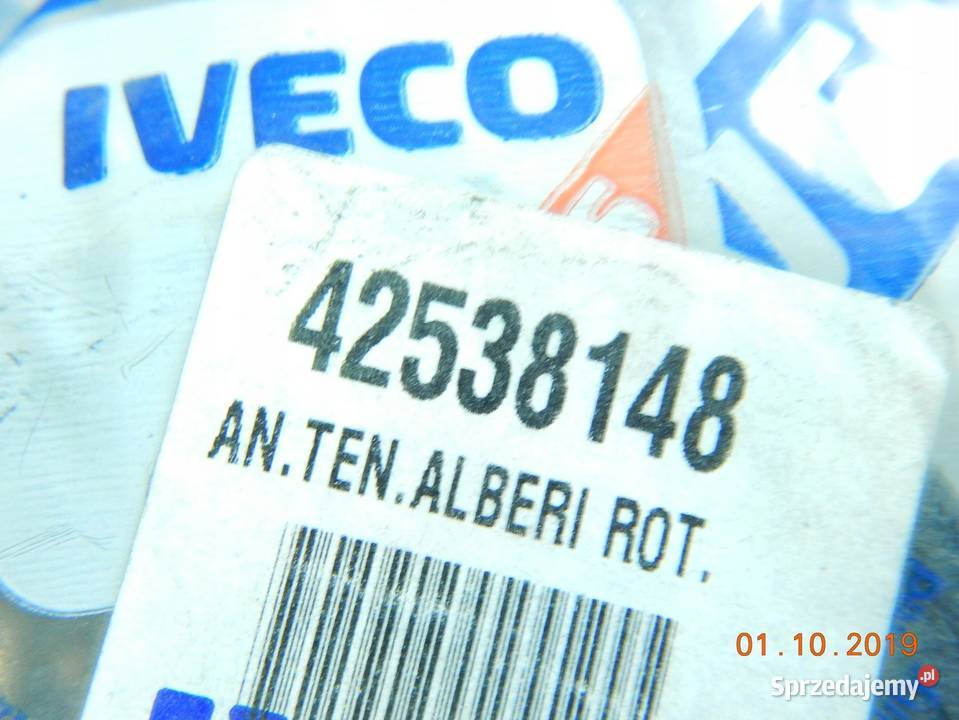 IVECO
42538148
AN.TEN.ALBERI ROT.
01.10.2019
Sprzedajemy.pl